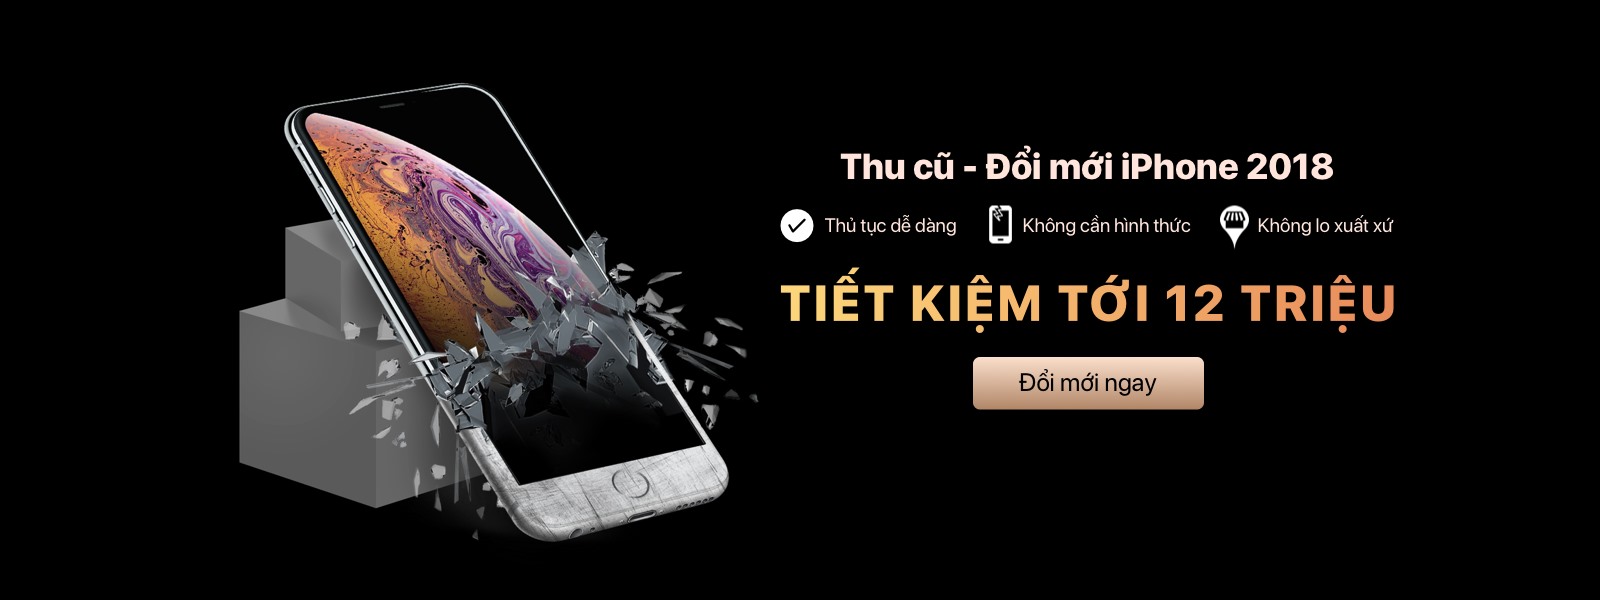 Thu cũ - Đổi mới iPhone 2018
Thủ tục dễ dàng Không cần hình thức Không lo xuất xứ
TIẾT KIỆM TỚI 12 TRIỆU
Đổi mới ngay